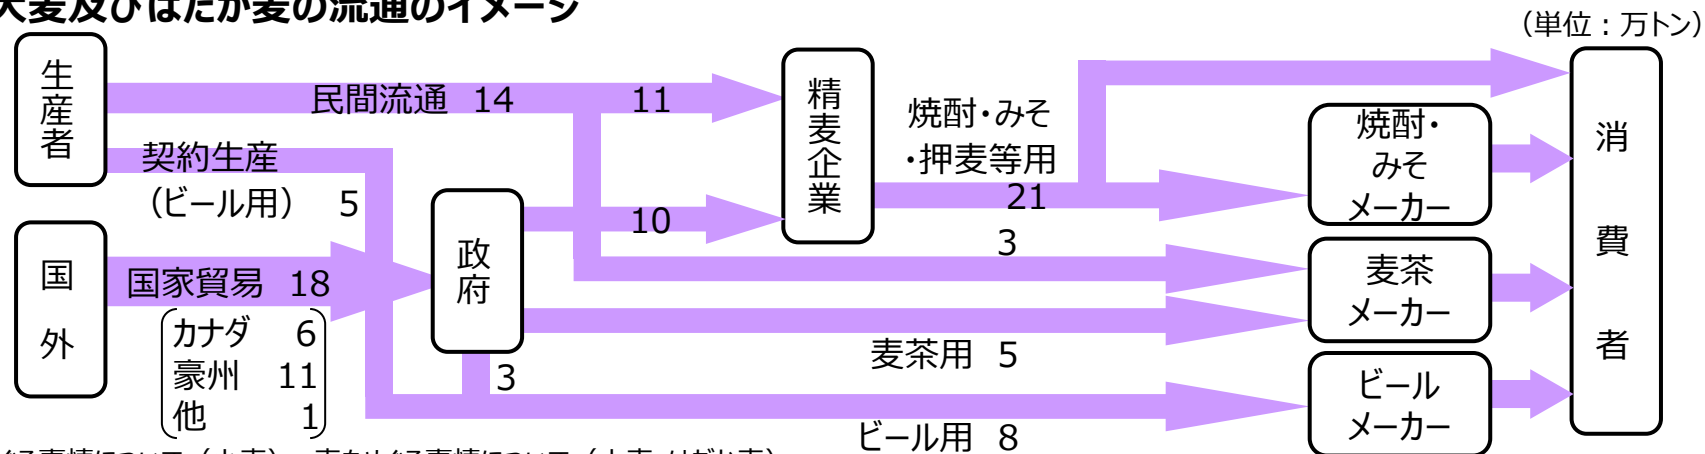 大麦及びはだか麦の流通のイメージ
（単位：万トン）
生産者
民間流通 14
11
契約生産
（ビール用） 5
国外
国家貿易 18
カナダ 6
豪州 11
他 1
政府
10
3
精麦企業
焼酎・みそ
・押麦等用
21
3
麦茶用 5
ビール用 8
焼酎・
みそ
メーカー
麦茶
メーカー
ビール
メーカー
消費者